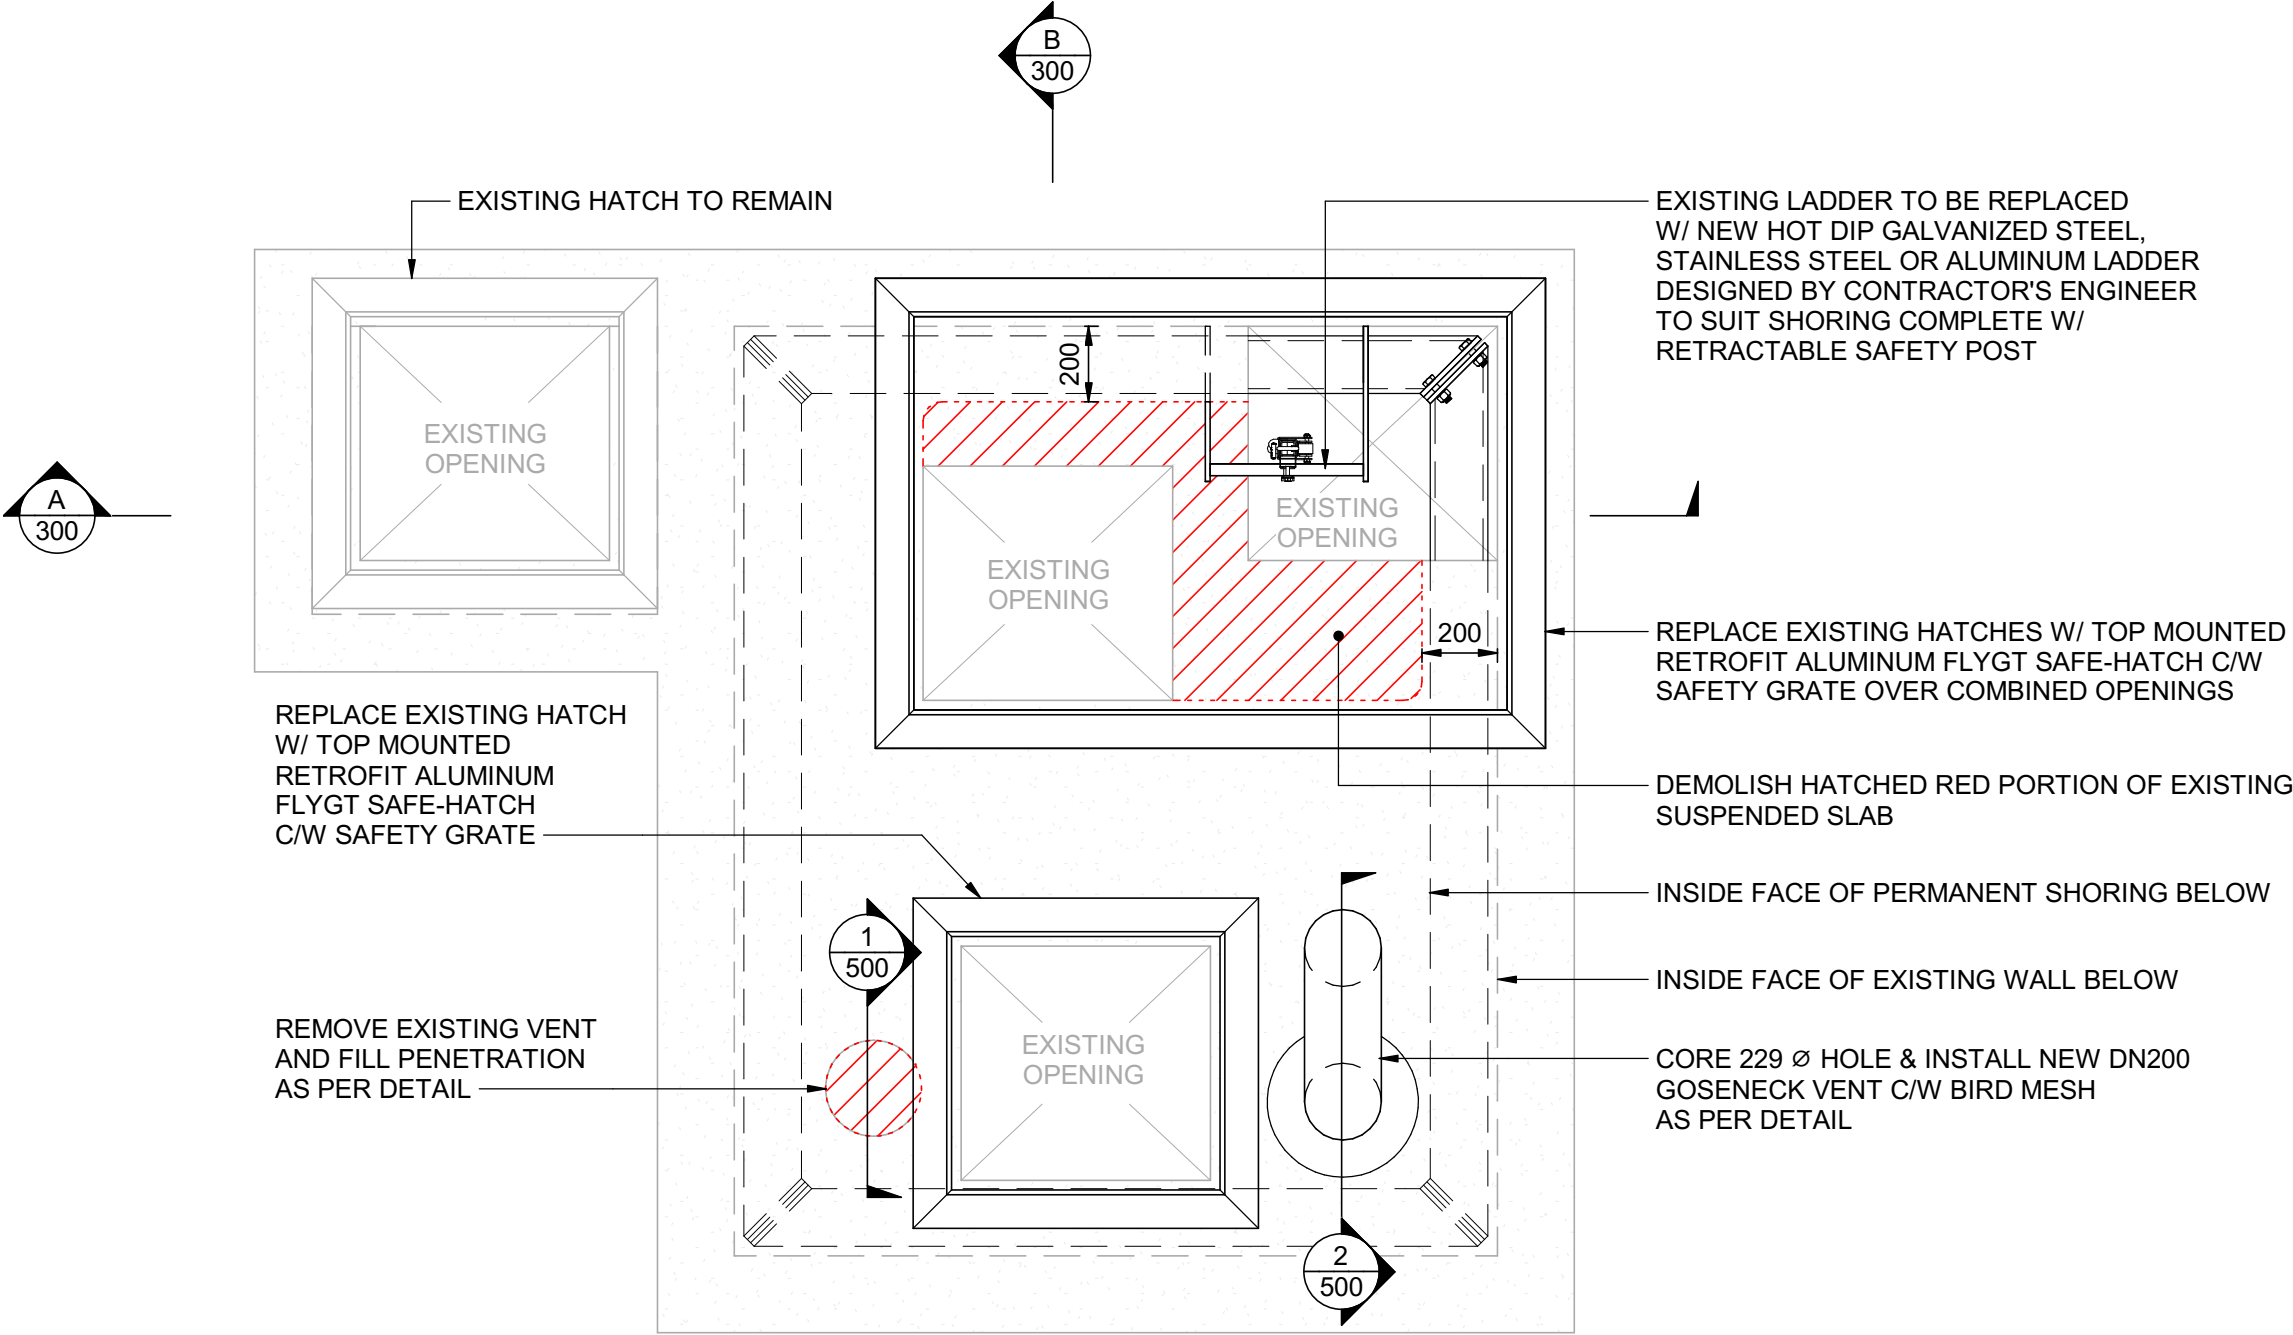 B
300
EXISTING HATCH TO REMAIN
EXISTING LADDER TO BE REPLACED
W/ NEW HOT DIP GALVANIZED STEEL,
STAINLESS STEEL OR ALUMINUM LADDER
DESIGNED BY CONTRACTOR'S ENGINEER
TO SUIT SHORING COMPLETE W/
RETRACTABLE SAFETY POST
200
EXISTING
OPENING
A
300
EXISTING
OPENING
EXISTING
OPENING
200
REPLACE EXISTING HATCHES W/ TOP MOUNTED
RETROFIT ALUMINUM FLYGT SAFE-HATCH C/W
SAFETY GRATE OVER COMBINED OPENINGS
REPLACE EXISTING HATCH
W/ TOP MOUNTED
RETROFIT ALUMINUM
FLYGT SAFE-HATCH
C/W SAFETY GRATE
DEMOLISH HATCHED RED PORTION OF EXISTING
SUSPENDED SLAB
INSIDE FACE OF PERMANENT SHORING BELOW
1
500
INSIDE FACE OF EXISTING WALL BELOW
REMOVE EXISTING VENT
AND FILL PENETRATION
AS PER DETAIL
EXISTING
OPENING
CORE 229 Ø HOLE & INSTALL NEW DN200
GOSENECK VENT C/W BIRD MESH
AS PER DETAIL
2
500